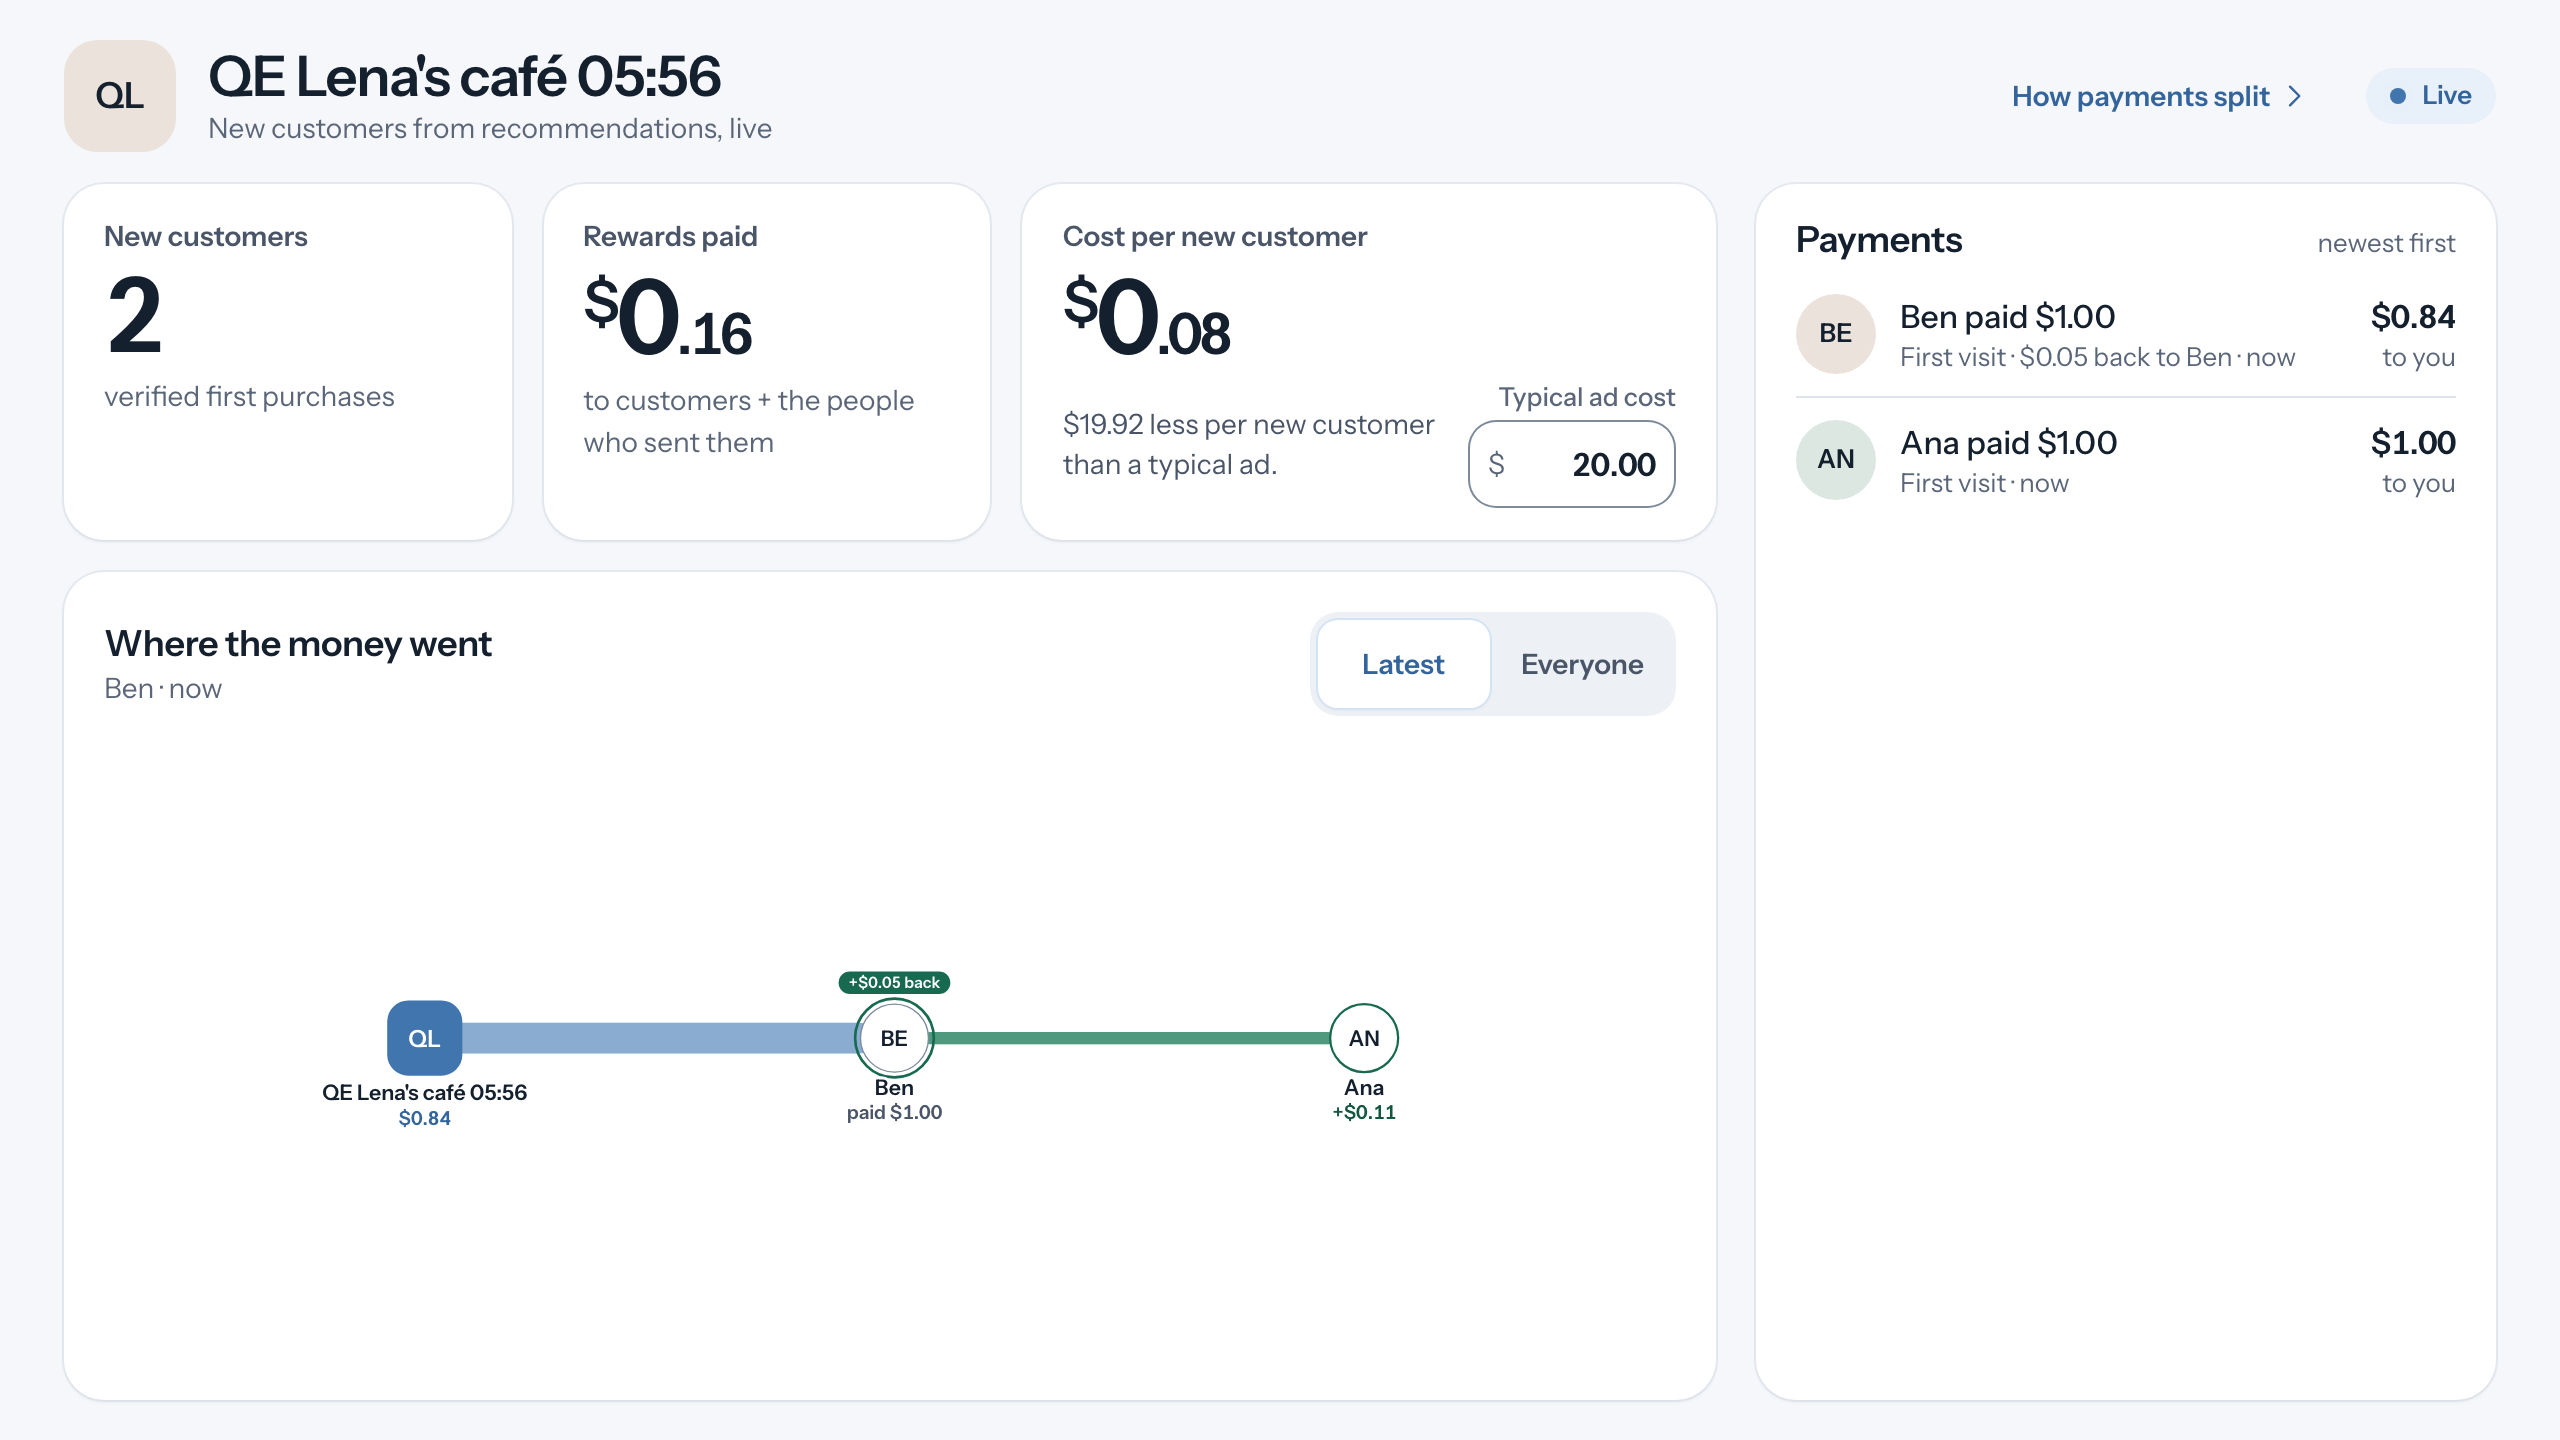 QL
QE Lena's café 05:56
New customers from recommendations, live
How payments split
Live
New customers
2
verified first purchases
Rewards paid
$0.16
to customers + the people
who sent them
Cost per new customer
$0.08
$19.92 less per new customer
than a typical ad.
Typical ad cost
$ 20.00
Payments
newest first
BE
Ben paid $1.00
$0.84
First visit · $0.05 back to Ben · now
to you
AN
Ana paid $1.00
$1.00
First visit · now
to you
Where the money went
Ben · now
Latest
Everyone
+$0.05 back
QL
BE
AN
QE Lena's café 05:56
$0.84
Ben
paid $1.00
Ana
+$0.11